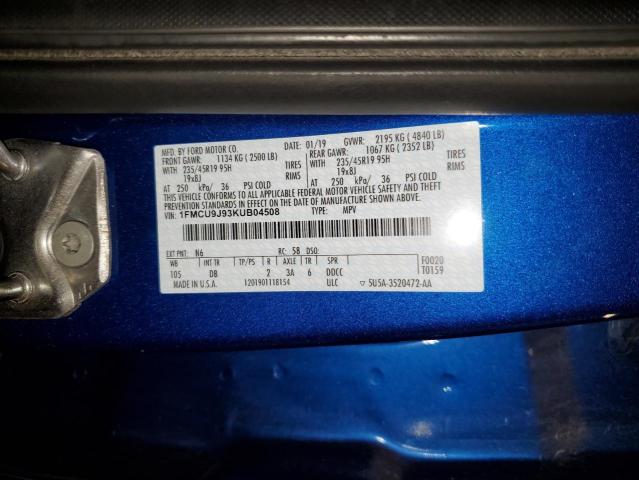 MFD. BY FORD MOTOR CO. DATE: 01/19 GVWR: 2195 KG ( 4840 LB)
FRONT GAWR: 1134 KG ( 2500 LB) REAR GAWR: 1067 KG ( 2352 LB)
WITH 235/45R19 95H TIRES WITH 235/45R19 95H TIRES
19x8J RIMS 19x8J RIMS
AT 250 kPa/ 36 PSI COLD AT 250 kPa/ 36 PSI COLD
THIS VEHICLE CONFORMS TO ALL APPLICABLE FEDERAL MOTOR VEHICLE SAFETY AND THEFT
PREVENTION STANDARDS IN EFFECT ON THE DATE OF MANUFACTURE SHOWN ABOVE.
VIN: 1FMCU9J93KUB04508 TYPE: MPV
EXT PNT: N6 RC: 58 DSO: F0020
WB INT TR TP/PS R AXLE TR SPR T0159
105 D8 2 3A 6 DDCC
MADE IN U.S.A. 1201901118154 ULC ▽ 5U5A-3520472-AA